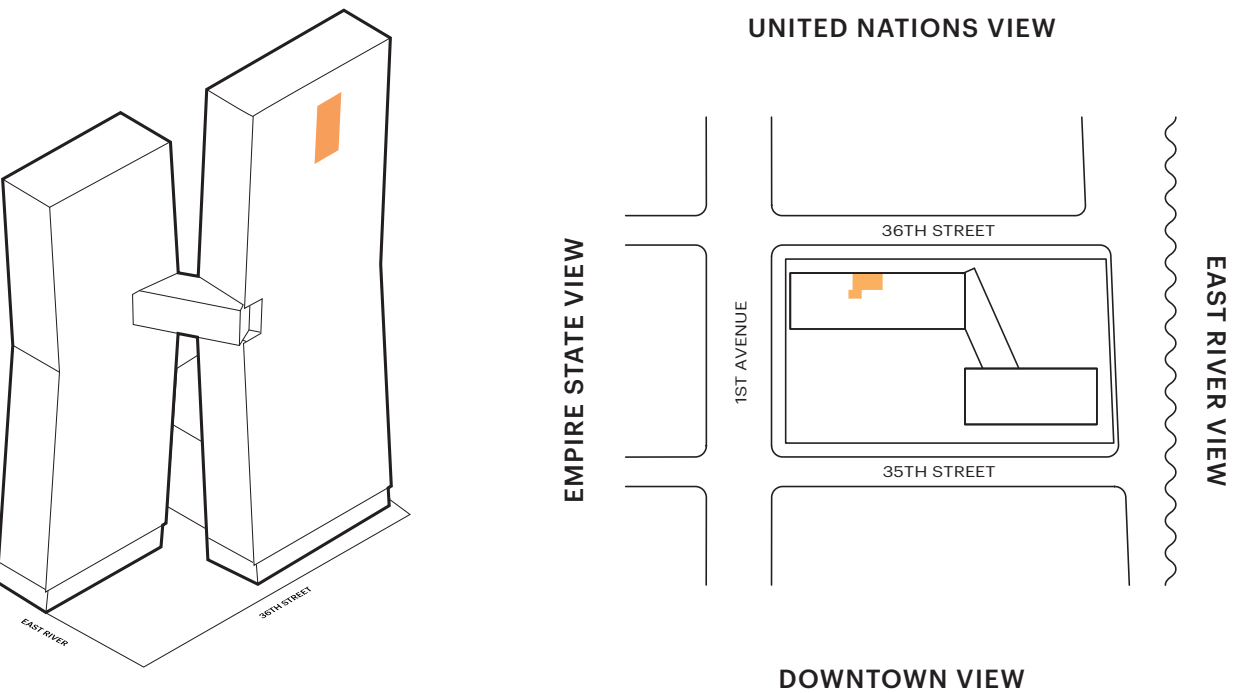 UNITED NATIONS VIEW
36TH STREET
EMPIRE STATE VIEW
1ST AVENUE
EAST RIVER VIEW
35TH STREET
EAST RIVER
36TH STREET
DOWNTOWN VIEW